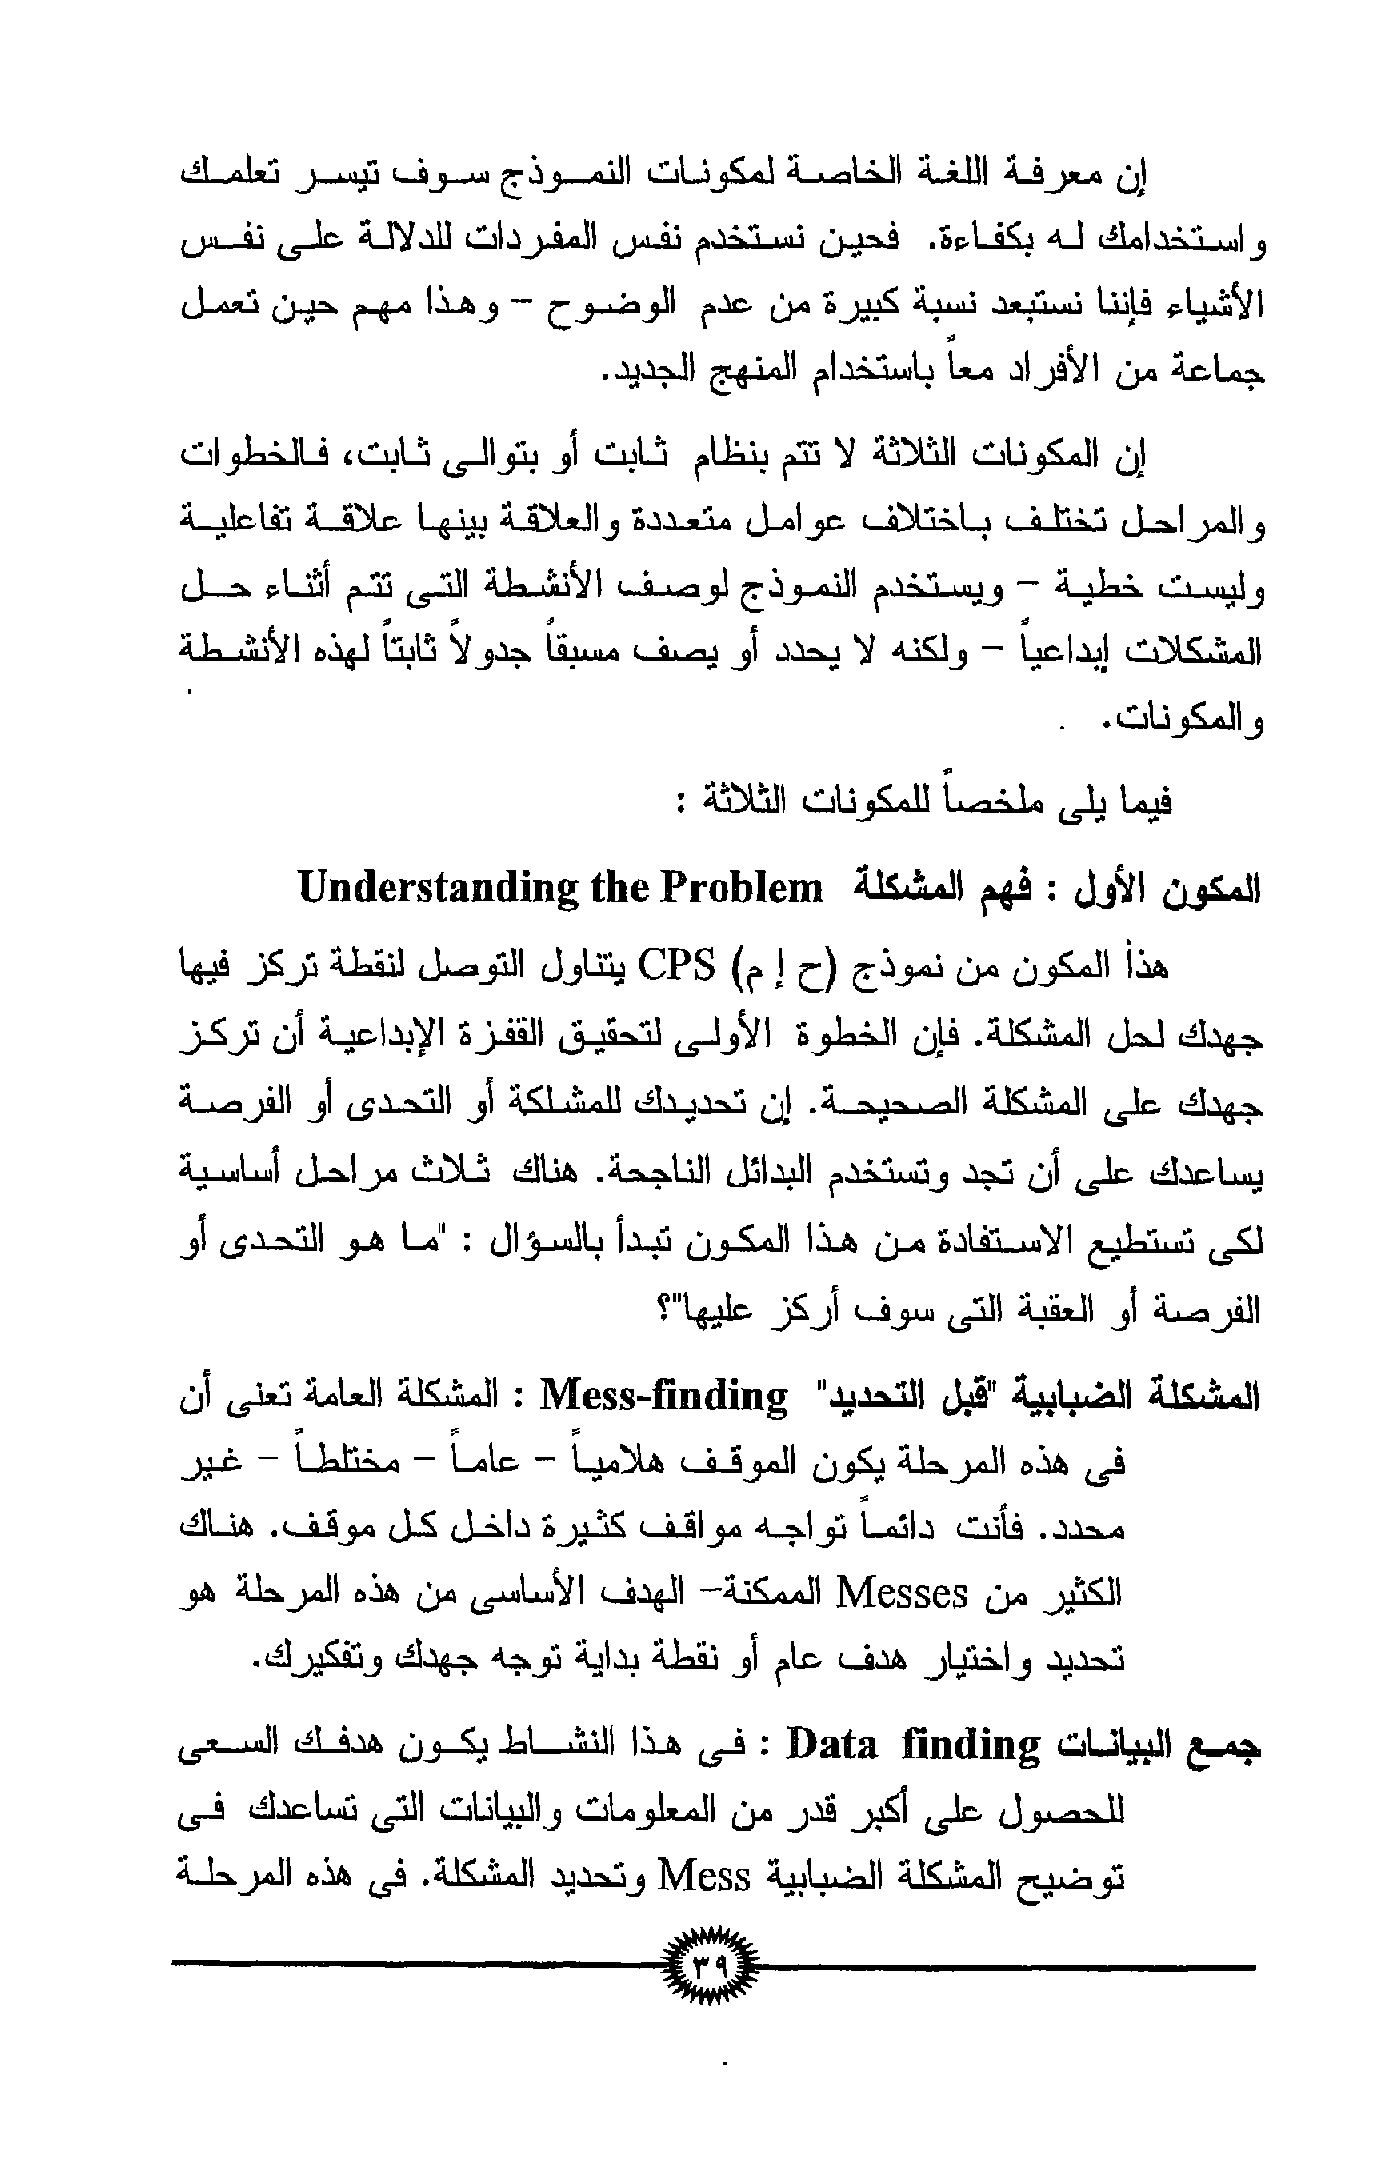 إن معرفة اللغة الخاصة لمكونات النموذج سوف تيسر تعلمك
واستخدامك له بكفاءة. فحين نستخدم نفس المفردات للدلالة على نفس
الأشياء فإننا نستبعد نسبة كبيرة من عدم الوضوح – وهذا مهم حين تعمل
جماعة من الأفراد معاً باستخدام المنهج الجديد.
إن المكونات الثلاثة لا تتم بنظام ثابت أو بتوالى ثابت، فالخطوات
والمراحل تختلف باختلاف عوامل متعددة والعلاقة بينها علاقة تفاعلية
وليست خطية – ويستخدم النموذج لوصف الأنشطة التى تتم أثناء حل
المشكلات إبداعياً – ولكنه لا يحدد أو يصف مسبقاً جدولاً ثابتاً لهذه الأنشطة
والمكونات.
فيما يلى ملخصاً للمكونات الثلاثة :
المكون الأول : فهم المشكلة Understanding the Problem
هذا المكون من نموذج (ح إ م) CPS يتناول التوصل لنقطة تركز فيها
جهدك لحل المشكلة. فإن الخطوة الأولى لتحقيق القفزة الإبداعية أن تركز
جهدك على المشكلة الصحيحة. إن تحديدك للمشلكة أو التحدى أو الفرصة
يساعدك على أن تجد وتستخدم البدائل الناجحة. هناك ثلاث مراحل أساسية
لكى تستطيع الاستفادة من هذا المكون تبدأ بالسؤال : "ما هو التحدى أو
الفرصة أو العقبة التى سوف أركز عليها"؟
المشكلة الضبابية "قبل التحديد" Mess-finding : المشكلة العامة تعنى أن
فى هذه المرحلة يكون الموقف هلامياً – عاماً – مختلطاً – غير
محدد. فأنت دائماً تواجه مواقف كثيرة داخل كل موقف. هناك
الكثير من Messes الممكنة– الهدف الأساسى من هذه المرحلة هو
تحديد واختيار هدف عام أو نقطة بداية توجه جهدك وتفكيرك.
جمع البيانات Data finding : فى هذا النشاط يكون هدفك السعى
للحصول على أكبر قدر من المعلومات والبيانات التى تساعدك فى
توضيح المشكلة الضبابية Mess وتحديد المشكلة. فى هذه المرحلة
٣٩